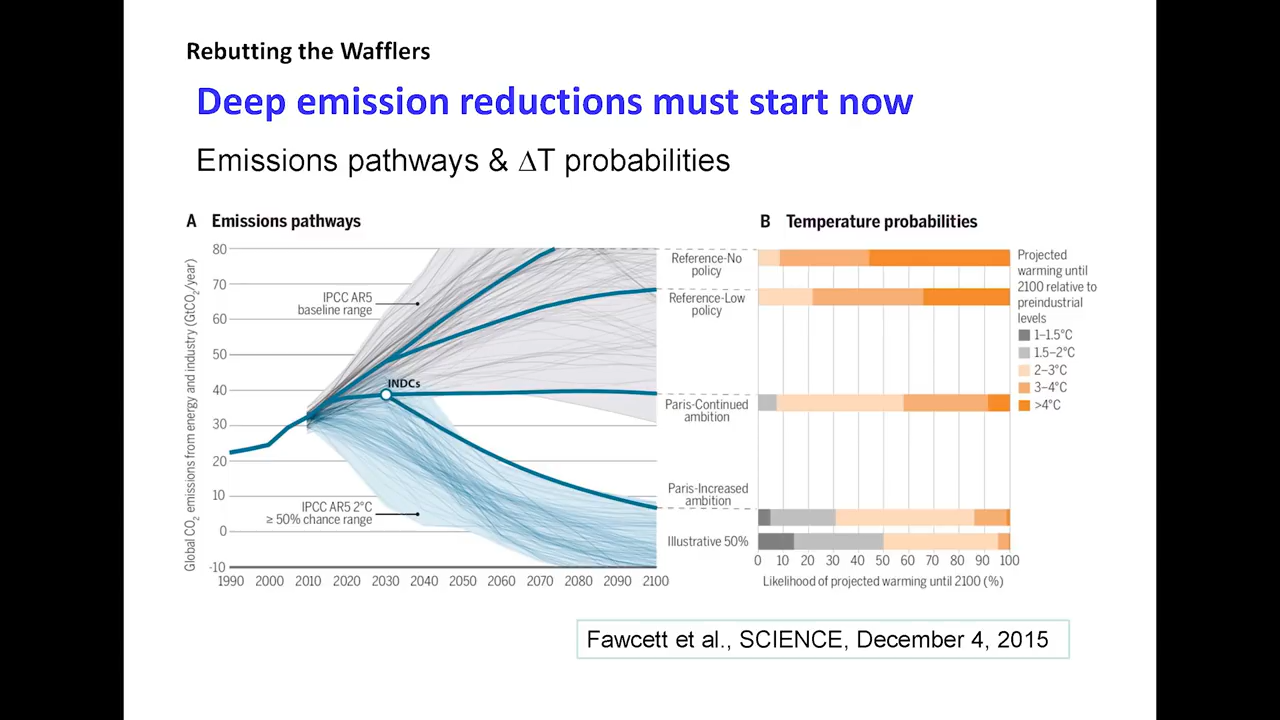 Rebutting the Wafflers
Deep emission reductions must start now
Emissions pathways & ΔT probabilities
A Emissions pathways
Global CO₂ emissions from energy and industry (GtCO₂/year)
80
70
60
50
40
30
20
10
0
-10
IPCC AR5
baseline range
INDCs
IPCC AR5 2°C
≥ 50% chance range
1990 2000 2010 2020 2030 2040 2050 2060 2070 2080 2090 2100
Reference-No
policy
Reference-Low
policy
Paris-Continued
ambition
Paris-Increased
ambition
Illustrative 50%
B Temperature probabilities
0 10 20 30 40 50 60 70 80 90 100
Likelihood of projected warming until 2100 (%)
Projected
warming until
2100 relative to
preindustrial
levels
1–1.5°C
1.5–2°C
2–3°C
3–4°C
>4°C
Fawcett et al., SCIENCE, December 4, 2015